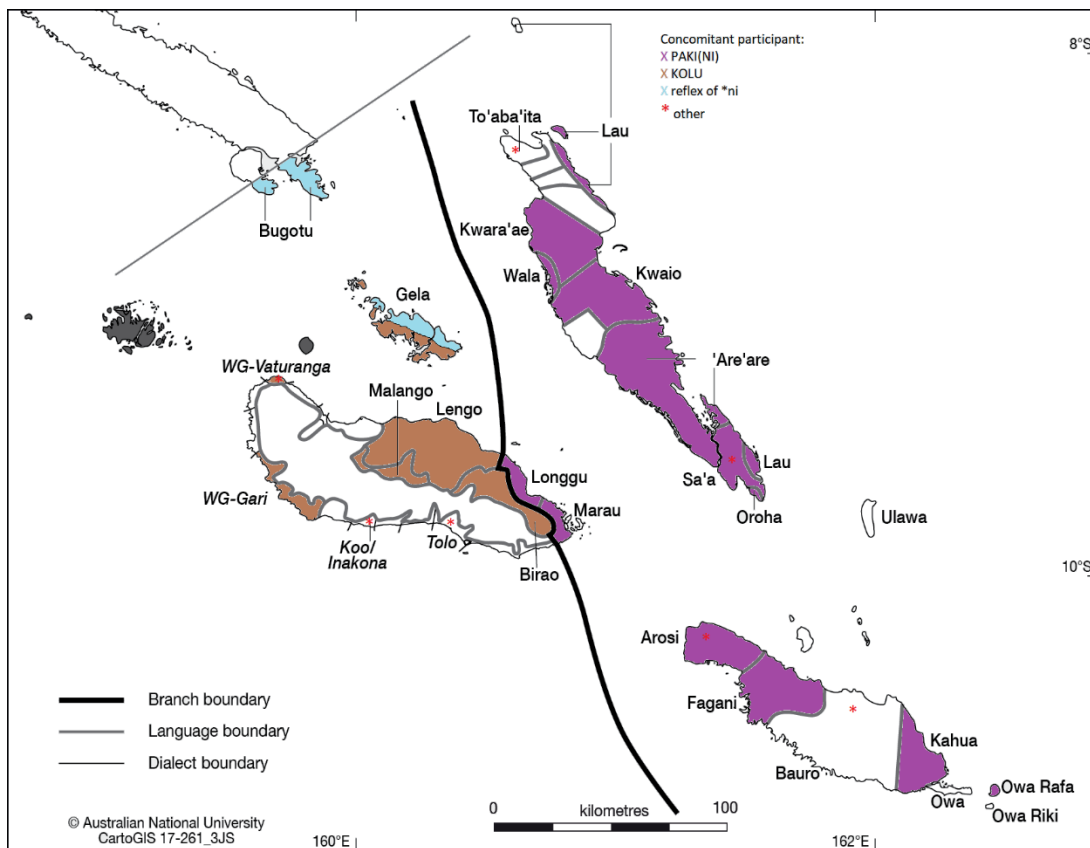 8°S
Concomitant participant:
X PAKI(NI)
X KOLU
X reflex of *ni
* other
To'aba'ita
Lau
Bugotu
Kwara'ae
Wala
Kwaio
Gela
'Are'are
WG-Vaturanga
Malango
Lengo
Longgu
Sa'a
Lau
WG-Gari
Marau
Oroha
Ulawa
Koo/
Inakona
Tolo
Birao
10°S
Arosi
Fagani
Kahua
Bauro
Owa
Owa Rafa
Owa Riki
Branch boundary
Language boundary
Dialect boundary
0
kilometres
100
© Australian National University
CartoGIS 17-261_3JS
160°E
162°E